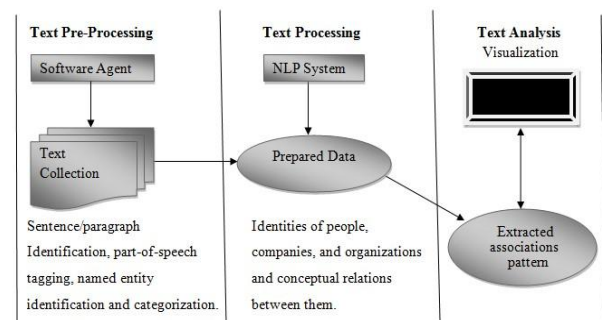 Text Pre-Processing
Software Agent
Text
Collection
Sentence/paragraph
Identification, part-of-speech
tagging, named entity
identification and categorization.
Text Processing
NLP System
Prepared Data
Identities of people,
companies, and organizations
and conceptual relations
between them.
Text Analysis
Visualization
Extracted
associations
pattern